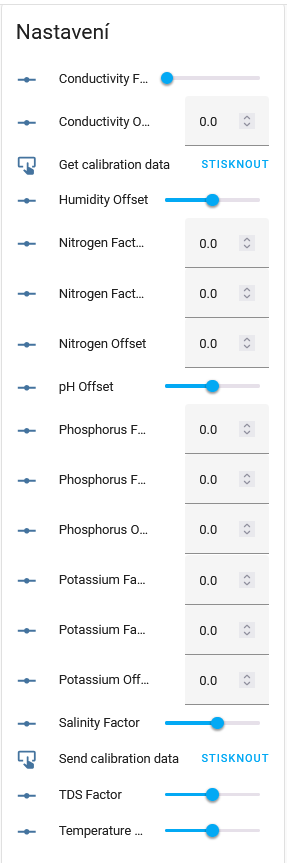 Nastavení
Conductivity F...
Conductivity O...
0.0
Get calibration data
STISKNOUT
Humidity Offset
Nitrogen Fact...
0.0
Nitrogen Fact...
0.0
Nitrogen Offset
0.0
pH Offset
Phosphorus F...
0.0
Phosphorus F...
0.0
Phosphorus O...
0.0
Potassium Fa...
0.0
Potassium Fa...
0.0
Potassium Off...
0.0
Salinity Factor
Send calibration data
STISKNOUT
TDS Factor
Temperature ...